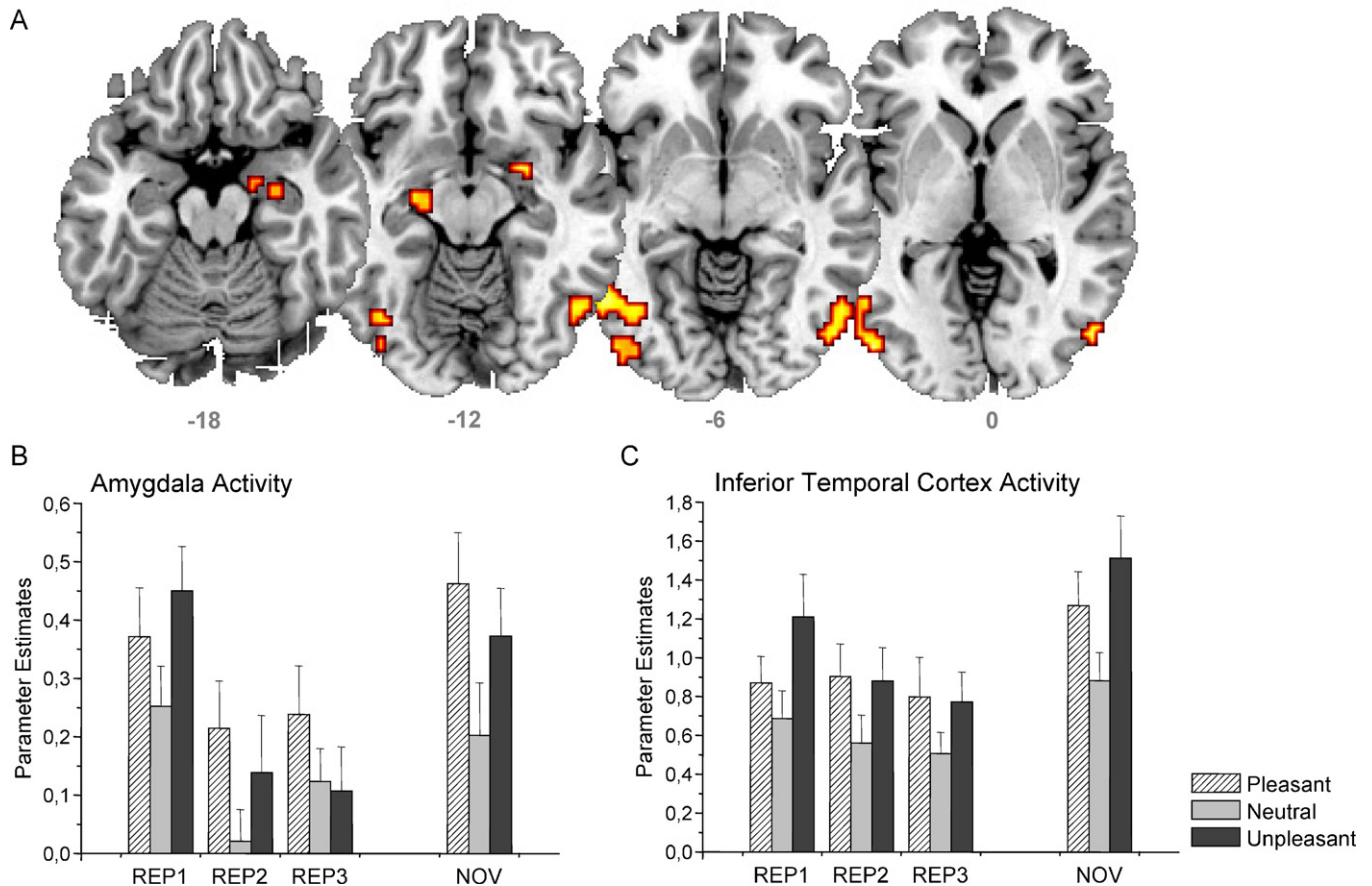 A
-18 -12 -6 0
B
Amygdala Activity
Parameter Estimates
0,6
0,5
0,4
0,3
0,2
0,1
0,0
REP1 REP2 REP3 NOV
C
Inferior Temporal Cortex Activity
Parameter Estimates
1,8
1,6
1,4
1,2
1,0
0,8
0,6
0,4
0,2
0,0
REP1 REP2 REP3 NOV
Pleasant
Neutral
Unpleasant